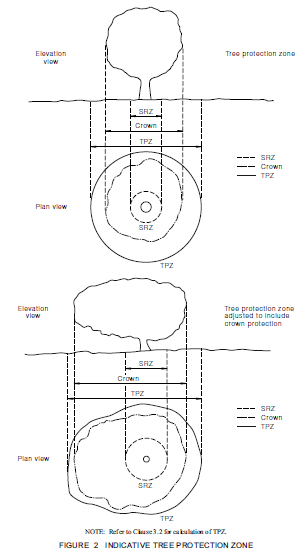 Elevation
view
Tree protection zone
SRZ
Crown
TPZ
SRZ
Crown
TPZ
Plan view
SRZ
TPZ
Elevation
view
Tree protection zone
adjusted to include
crown protection
SRZ
Crown
TPZ
SRZ
Crown
TPZ
Plan view
SRZ
TPZ
NOTE: Refer to Clause 3.2 for calculation of TPZ.
FIGURE 2 INDICATIVE TREE PROTECTION ZONE